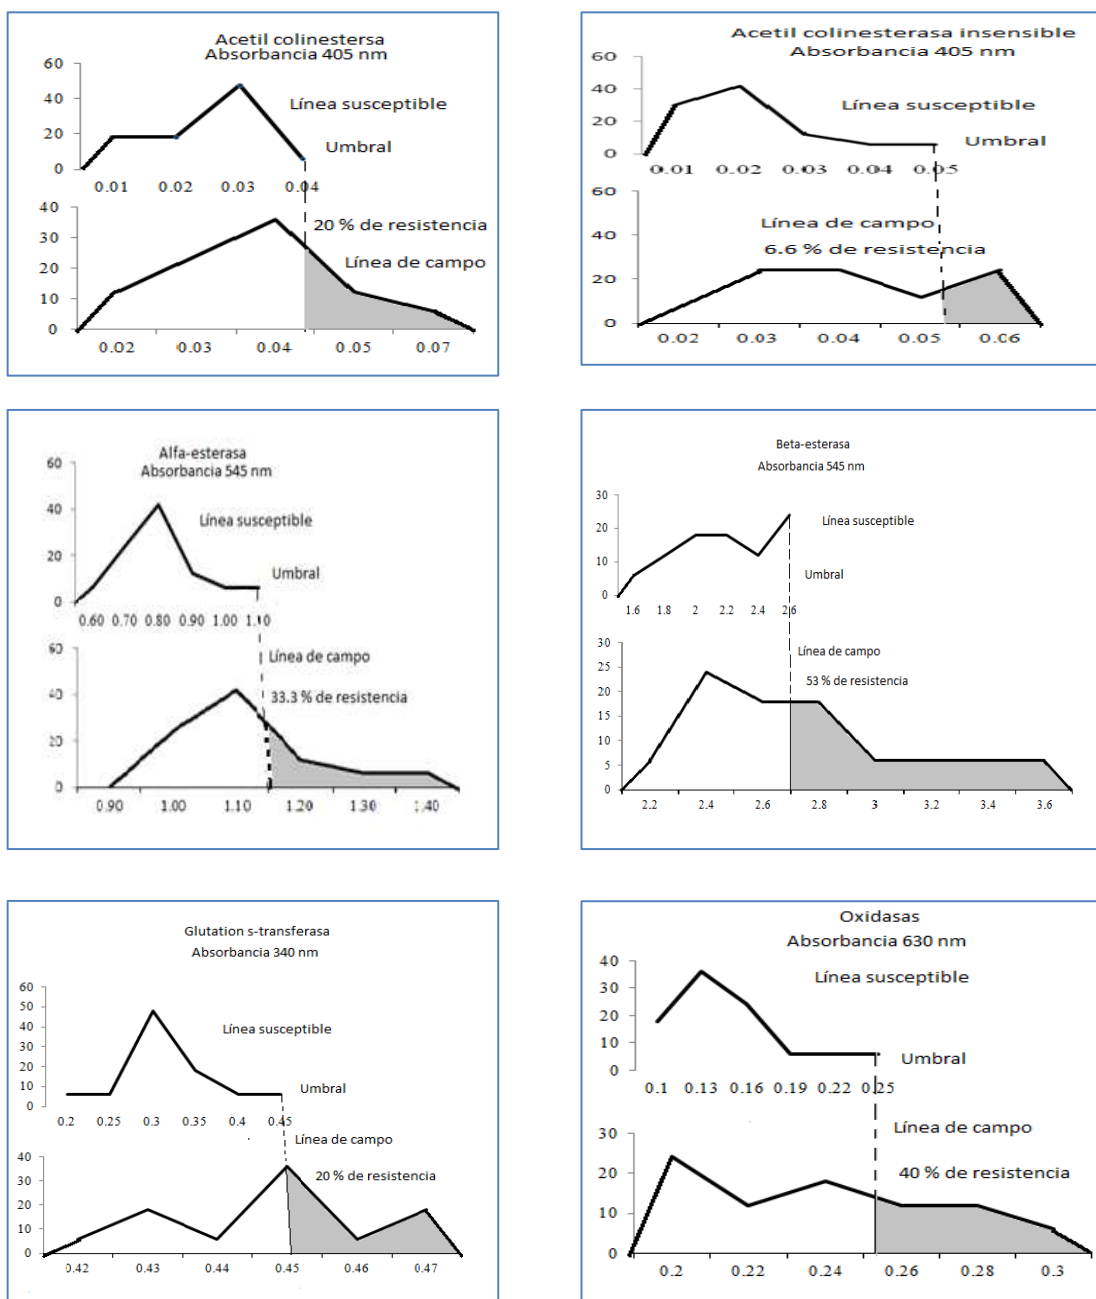 Acetil colinestersa
Absorbancia 405 nm
60
40
20
0
Línea susceptible
Umbral
0.01 0.02 0.03 0.04
40
30
20
10
0
20 % de resistencia
Línea de campo
0.02 0.03 0.04 0.05 0.07
Acetil colinesterasa insensible
Absorbancia 405 nm
60
40
20
0
Línea susceptible
Umbral
0.01 0.02 0.03 0.04 0.05
60
40
20
0
Línea de campo
6.6 % de resistencia
0.02 0.03 0.04 0.05 0.06
Alfa-esterasa
Absorbancia 545 nm
60
40
20
0
Línea susceptible
Umbral
0.60 0.70 0.80 0.90 1.00 1.10
60
40
20
0
Línea de campo
33.3 % de resistencia
0.90 1.00 1.10 1.20 1.30 1.40
Beta-esterasa
Absorbancia 545 nm
30
20
10
0
Línea susceptible
Umbral
1.6 1.8 2 2.2 2.4 2.6
30
25
20
15
10
5
0
Línea de campo
53 % de resistencia
2.2 2.4 2.6 2.8 3 3.2 3.4 3.6
Glutation s-transferasa
Absorbancia 340 nm
60
50
40
30
20
10
0
Línea susceptible
Umbral
0.2 0.25 0.3 0.35 0.4 0.45
40
30
20
10
0
Línea de campo
20 % de resistencia
0.42 0.43 0.44 0.45 0.46 0.47
Oxidasas
Absorbancia 630 nm
40
30
20
10
0
Línea susceptible
Umbral
0.1 0.13 0.16 0.19 0.22 0.25
30
20
10
0
Línea de campo
40 % de resistencia
0.2 0.22 0.24 0.26 0.28 0.3